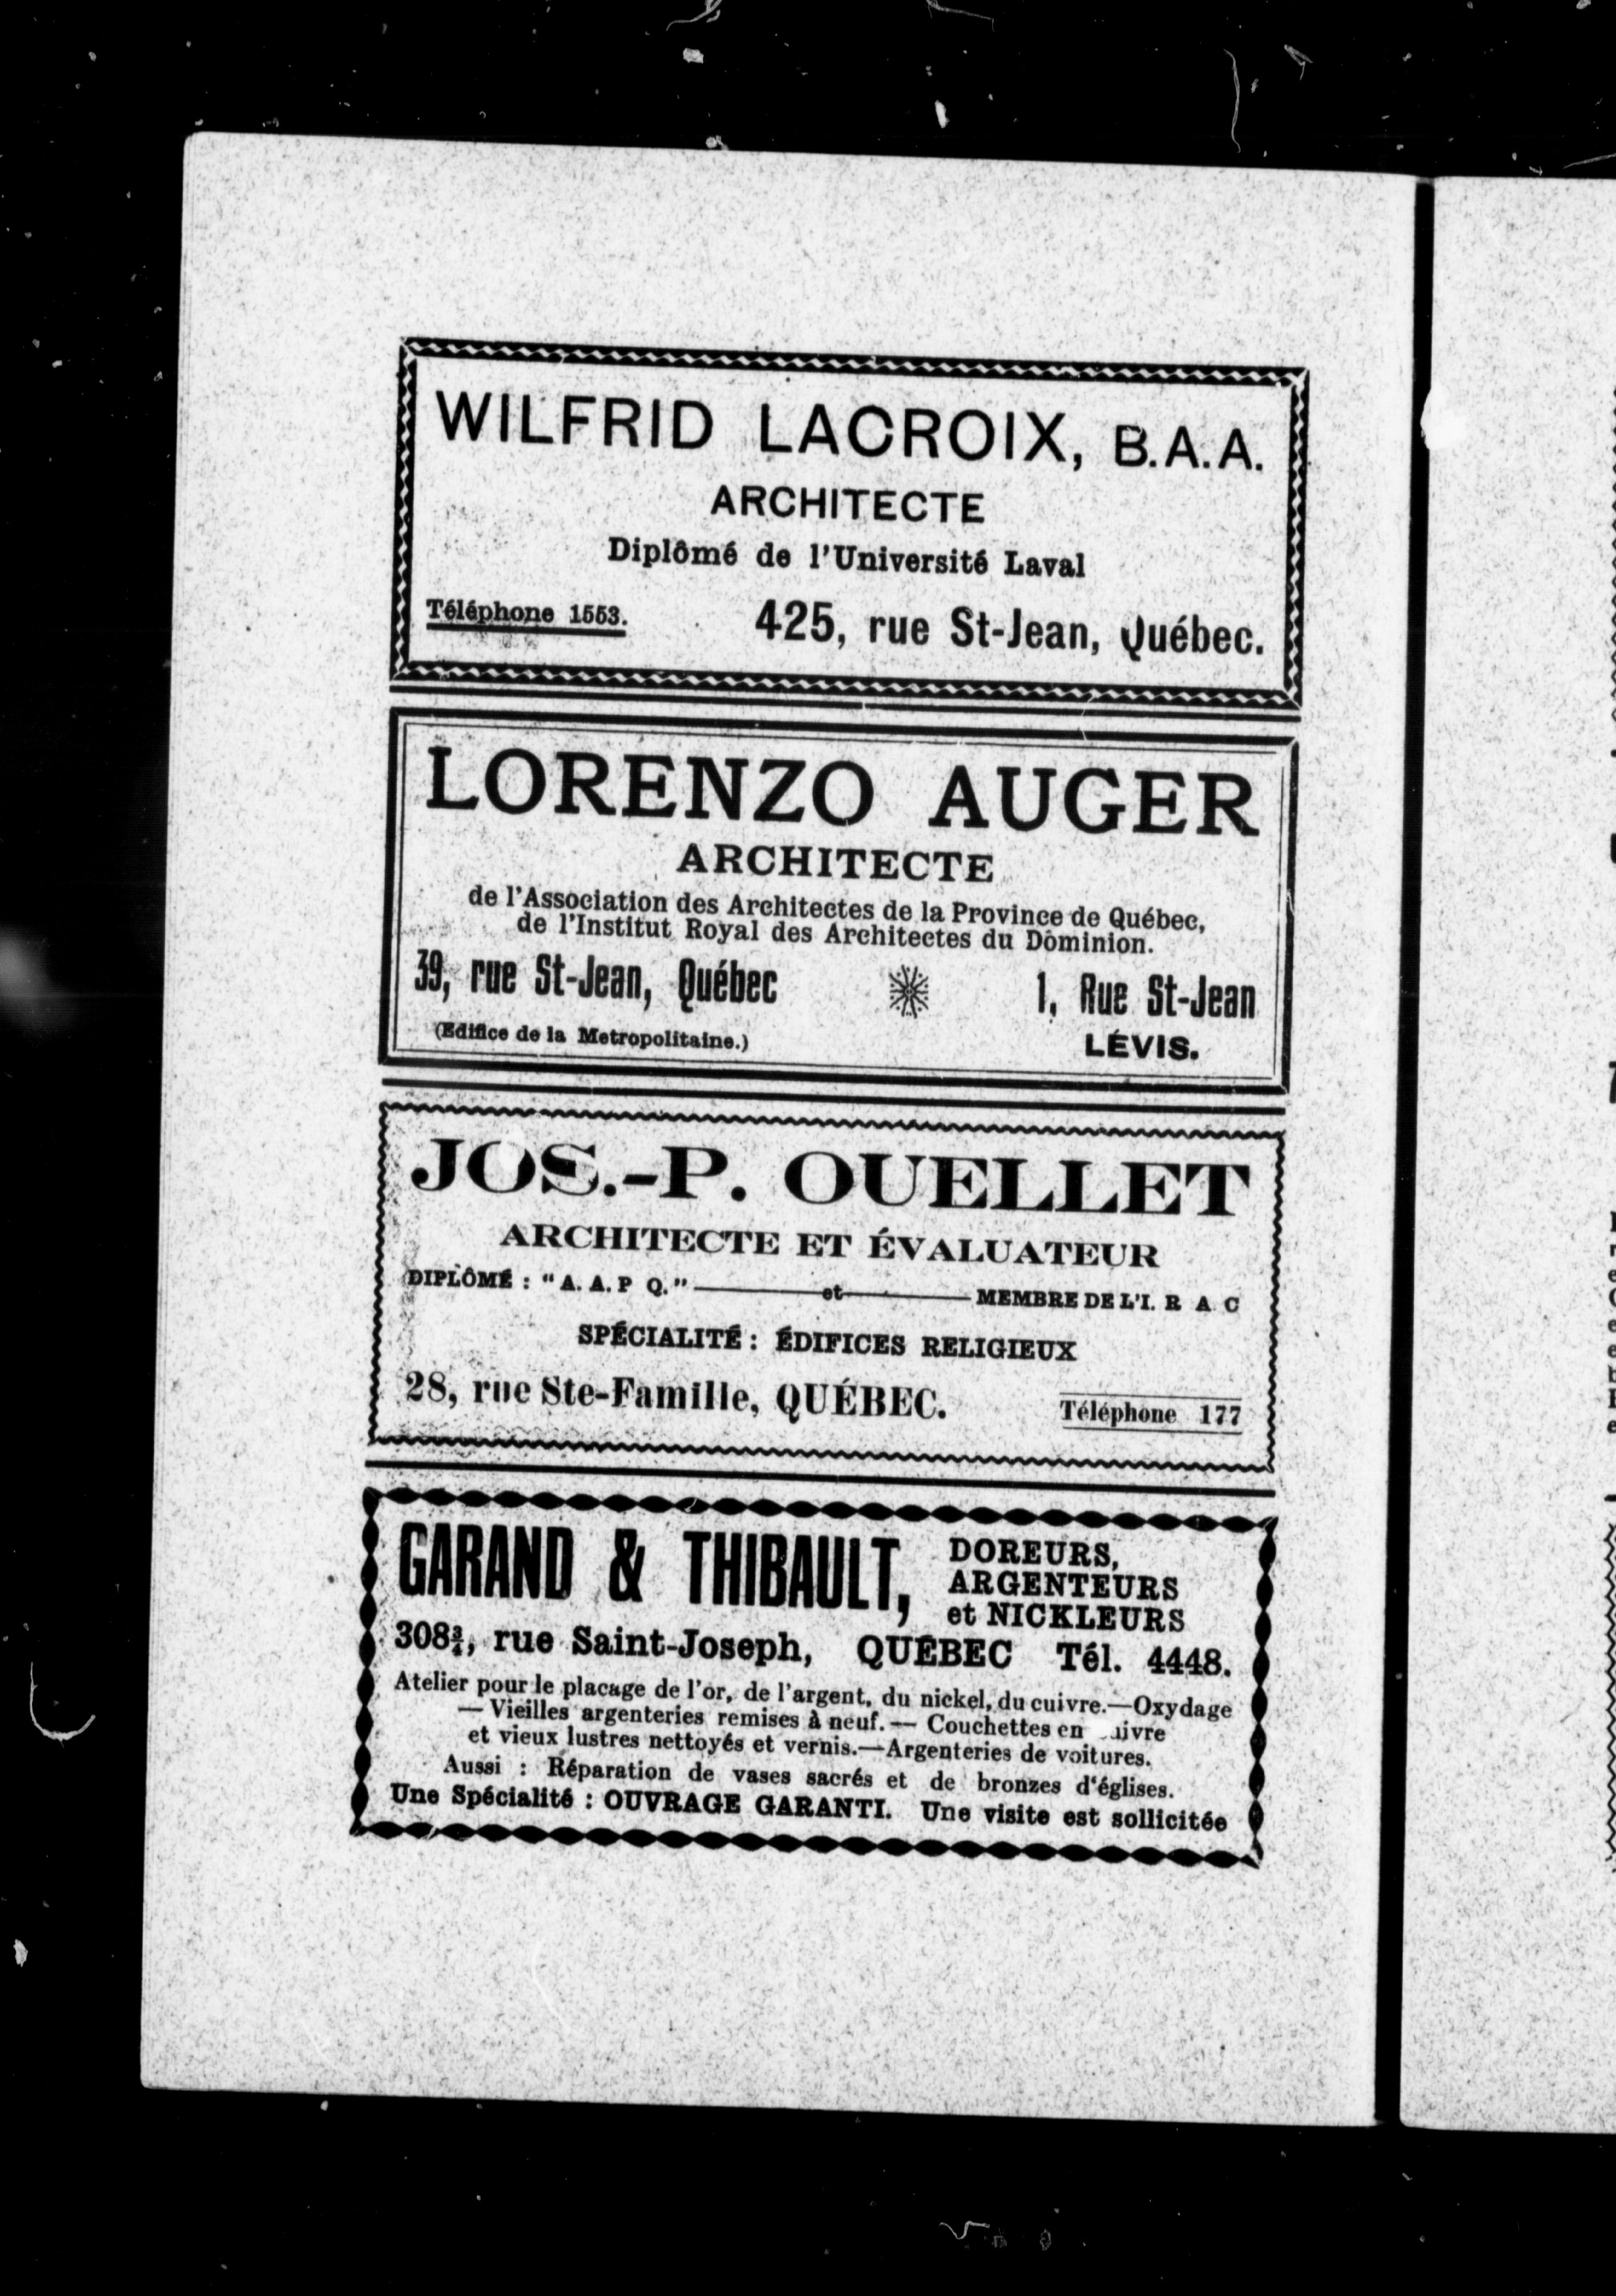 WILFRID LACROIX, B.A.A.
ARCHITECTE
Diplômé de l'Université Laval
Téléphone 1553. 425, rue St-Jean, Québec.
LORENZO AUGER
ARCHITECTE
de l'Association des Architectes de la Province de Québec,
de l'Institut Royal des Architectes du Dominion.
39, rue St-Jean, Québec 1, Rue St-Jean
(Edifice de la Metropolitaine.) LÉVIS.
JOS.-P. OUELLET
ARCHITECTE ET ÉVALUATEUR
DIPLÔMÉ : "A. A. P Q." ——— et ——— MEMBRE DE L'I. R A C
SPÉCIALITÉ : ÉDIFICES RELIGIEUX
28, rue Ste-Famille, QUÉBEC. Téléphone 177
GARAND & THIBAULT, DOREURS,
ARGENTEURS
et NICKLEURS
308¾, rue Saint-Joseph, QUÉBEC Tél. 4448.
Atelier pour le placage de l'or, de l'argent, du nickel, du cuivre.—Oxydage
— Vieilles argenteries remises à neuf. — Couchettes en
et vieux lustres nettoyés et vernis.—Argenteries de voitures.
Aussi : Réparation de vases sacrés et de bronzes d'églises.
Une Spécialité : OUVRAGE GARANTI. Une visite est sollicitée